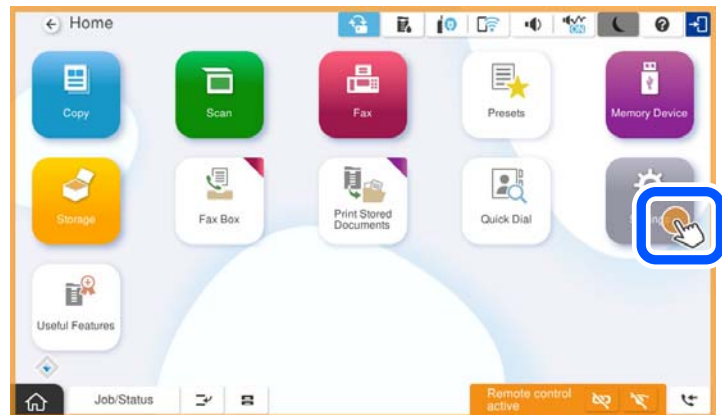 Home
ON
Copy
Scan
Fax
Presets
Memory Device
Storage
Fax Box
Print Stored
Documents
Quick Dial
Useful Features
Job/Status
Remote control
active